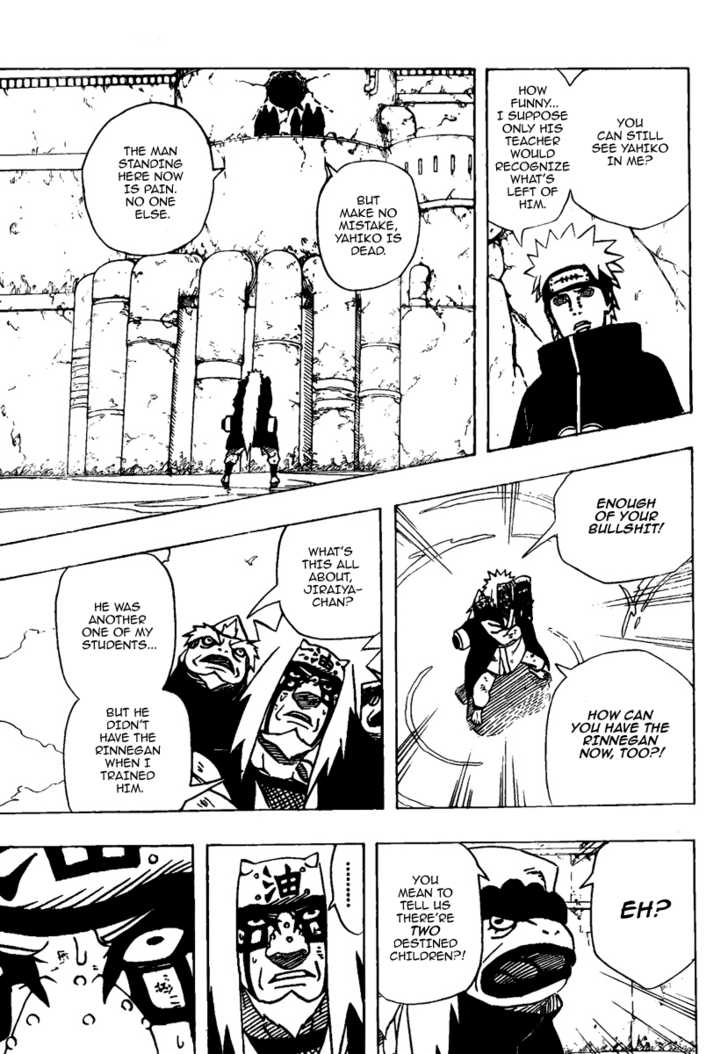 YOU
CAN STILL
SEE YAHIKO
IN ME?
HOW
FUNNY...
I SUPPOSE
ONLY HIS
TEACHER
WOULD
RECOGNIZE
WHAT'S
LEFT OF
HIM.
BUT
MAKE NO
MISTAKE,
YAHIKO IS
DEAD.
THE MAN
STANDING
HERE NOW
IS PAIN.
NO ONE
ELSE.
ENOUGH
OF YOUR
BULLSHIT!
HOW CAN
YOU HAVE THE
RINNEGAN
NOW, TOO?!
WHAT'S
THIS ALL
ABOUT,
JIRAIYA-
CHAN?
HE WAS
ANOTHER
ONE OF MY
STUDENTS...
BUT HE
DIDN'T
HAVE THE
RINNEGAN
WHEN I
TRAINED
HIM.
油
EH?
YOU
MEAN TO
TELL US
THERE'RE
TWO
DESTINED
CHILDREN?!
.........
油